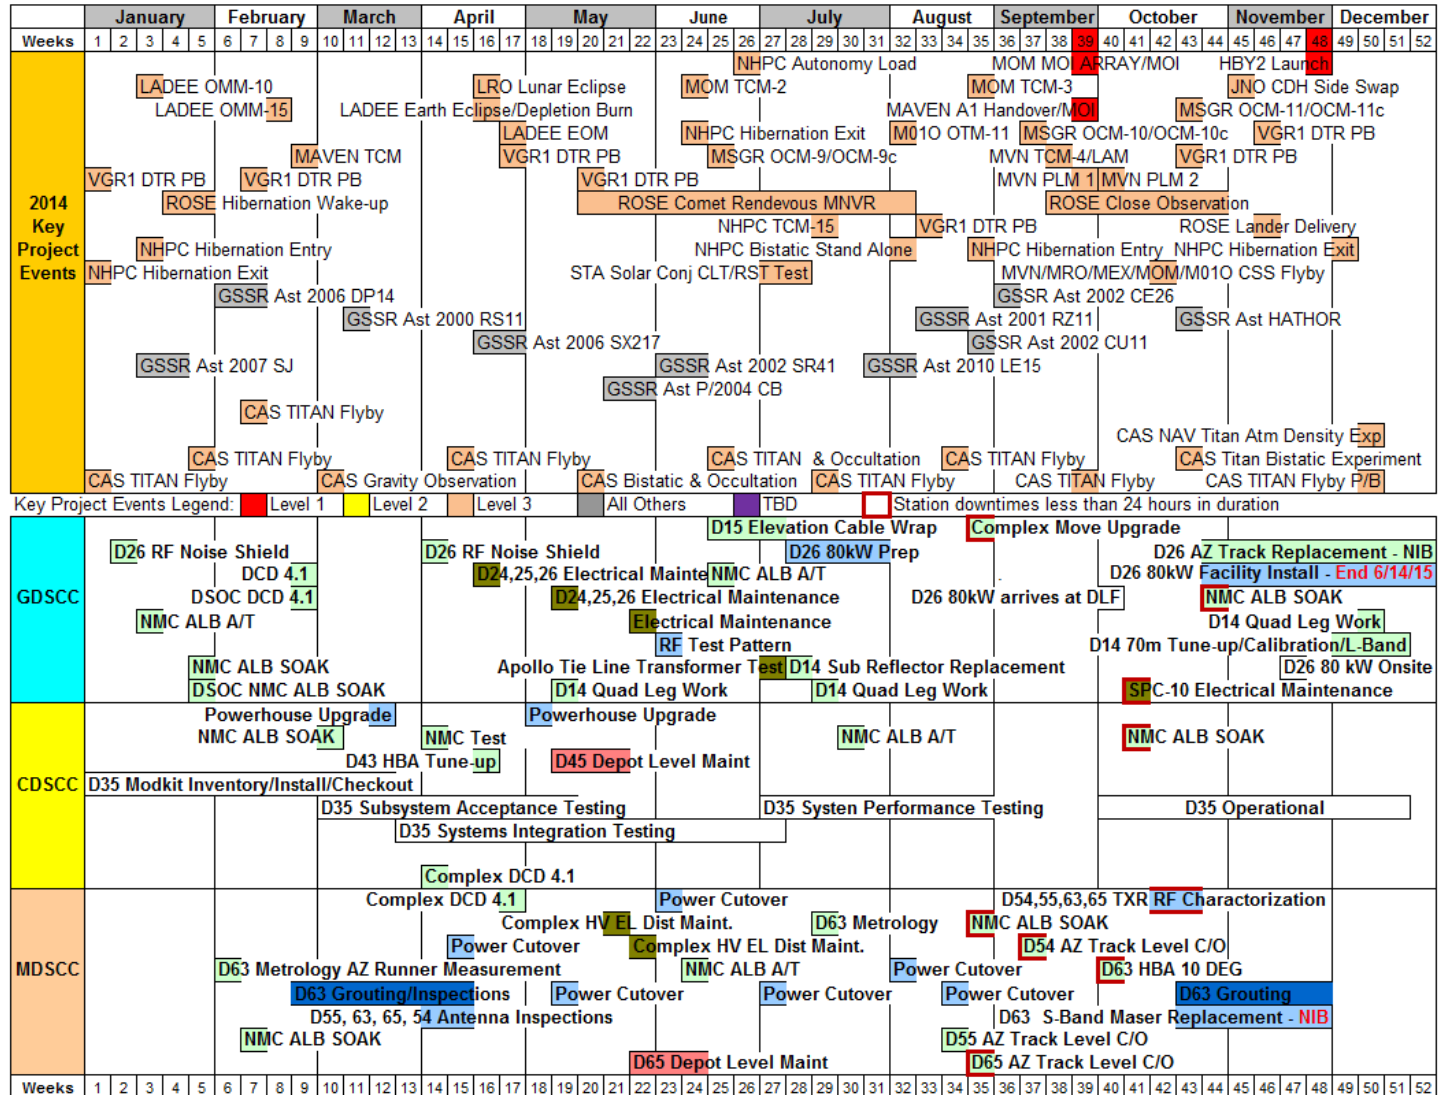 January February March April May June July August September October November December
Weeks 1 2 3 4 5 6 7 8 9 10 11 12 13 14 15 16 17 18 19 20 21 22 23 24 25 26 27 28 29 30 31 32 33 34 35 36 37 38 39 40 41 42 43 44 45 46 47 48 49 50 51 52
2014 Key Project Events
NHPC Autonomy Load MOM MOI ARRAY/MOI HBY2 Launch
LADEE OMM-10 LRO Lunar Eclipse MOM TCM-2 MOM TCM-3 JNO CDH Side Swap
LADEE OMM-15 LADEE Earth Eclipse/Depletion Burn MAVEN A1 Handover/MOI MSGR OCM-11/OCM-11c
LADEE EOM NHPC Hibernation Exit M01O OTM-11 MSGR OCM-10/OCM-10c VGR1 DTR PB
MAVEN TCM VGR1 DTR PB MSGR OCM-9/OCM-9c MVN TCM-4/LAM VGR1 DTR PB
VGR1 DTR PB VGR1 DTR PB VGR1 DTR PB MVN PLM 1 MVN PLM 2
ROSE Hibernation Wake-up ROSE Comet Rendevous MNVR ROSE Close Observation
NHPC TCM-15 VGR1 DTR PB ROSE Lander Delivery
NHPC Hibernation Entry NHPC Bistatic Stand Alone NHPC Hibernation Entry NHPC Hibernation Exit
NHPC Hibernation Exit STA Solar Conj CLT/RST Test MVN/MRO/MEX/MOM/M01O CSS Flyby
GSSR Ast 2006 DP14 GSSR Ast 2002 CE26
GSSR Ast 2000 RS11 GSSR Ast 2001 RZ11 GSSR Ast HATHOR
GSSR Ast 2006 SX217 GSSR Ast 2002 CU11
GSSR Ast 2007 SJ GSSR Ast 2002 SR41 GSSR Ast 2010 LE15
GSSR Ast P/2004 CB
CAS TITAN Flyby
CAS NAV Titan Atm Density Exp
CAS TITAN Flyby CAS TITAN Flyby CAS TITAN & Occultation CAS TITAN Flyby CAS Titan Bistatic Experiment
CAS TITAN Flyby CAS Gravity Observation CAS Bistatic & Occultation CAS TITAN Flyby CAS TITAN Flyby CAS TITAN Flyby P/B
Key Project Events Legend: Level 1 Level 2 Level 3 All Others TBD Station downtimes less than 24 hours in duration
GDSCC
D15 Elevation Cable Wrap Complex Move Upgrade
D26 RF Noise Shield D26 RF Noise Shield D26 80kW Prep D26 AZ Track Replacement - NIB
DCD 4.1 D24,25,26 Electrical Mainte NMC ALB A/T D26 80kW Facility Install - End 6/14/15
DSOC DCD 4.1 D24,25,26 Electrical Maintenance D26 80kW arrives at DLF NMC ALB SOAK
NMC ALB A/T Electrical Maintenance D14 Quad Leg Work
RF Test Pattern D14 70m Tune-up/Calibration/L-Band
NMC ALB SOAK Apollo Tie Line Transformer Test D14 Sub Reflector Replacement D26 80 kW Onsite
DSOC NMC ALB SOAK D14 Quad Leg Work D14 Quad Leg Work SPC-10 Electrical Maintenance
CDSCC
Powerhouse Upgrade Powerhouse Upgrade
NMC ALB SOAK NMC Test NMC ALB A/T NMC ALB SOAK
D43 HBA Tune-up D45 Depot Level Maint
D35 Modkit Inventory/Install/Checkout
D35 Subsystem Acceptance Testing D35 Systen Performance Testing D35 Operational
D35 Systems Integration Testing
Complex DCD 4.1
MDSCC
Complex DCD 4.1 Power Cutover D54,55,63,65 TXR RF Charactorization
Complex HV EL Dist Maint. D63 Metrology NMC ALB SOAK
Power Cutover Complex HV EL Dist Maint. D54 AZ Track Level C/O
D63 Metrology AZ Runner Measurement NMC ALB A/T Power Cutover D63 HBA 10 DEG
D63 Grouting/Inspections Power Cutover Power Cutover Power Cutover D63 Grouting
D55, 63, 65, 54 Antenna Inspections D63 S-Band Maser Replacement - NIB
NMC ALB SOAK D55 AZ Track Level C/O
D65 Depot Level Maint D65 AZ Track Level C/O
Weeks 1 2 3 4 5 6 7 8 9 10 11 12 13 14 15 16 17 18 19 20 21 22 23 24 25 26 27 28 29 30 31 32 33 34 35 36 37 38 39 40 41 42 43 44 45 46 47 48 49 50 51 52